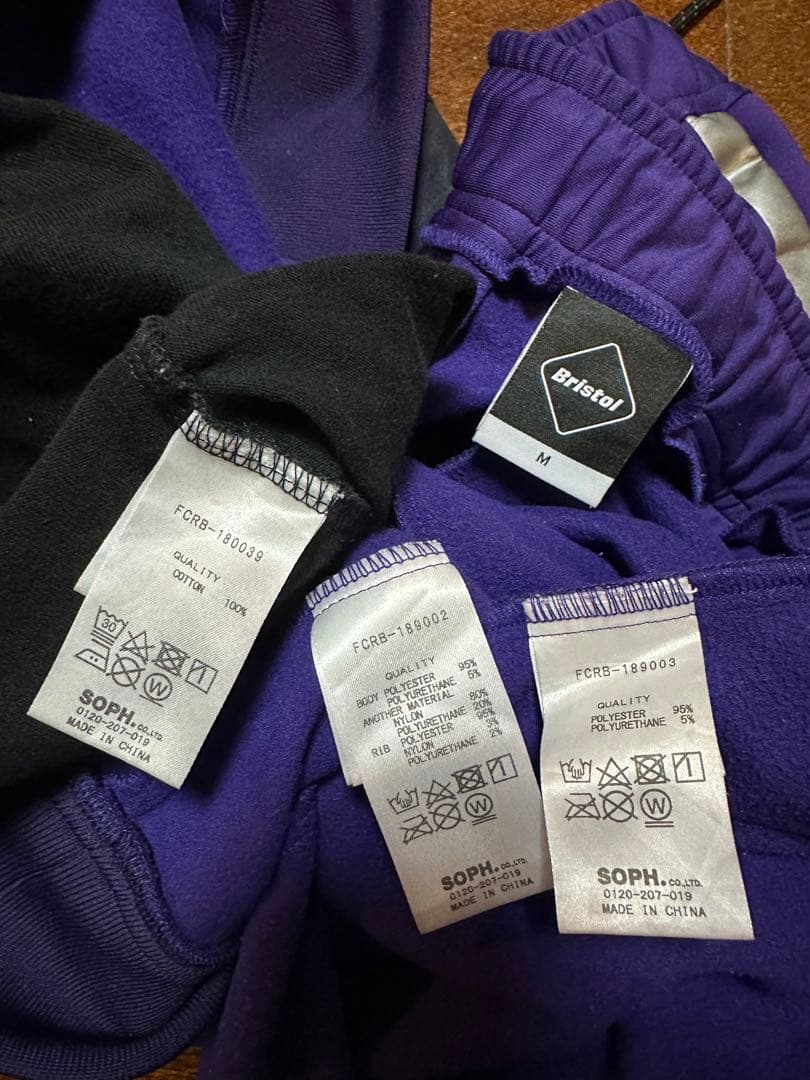 Bristol
M
FCRB-180039
QUALITY
COTTON 100%
30
W
SOPH.CO.,LTD.
0120-207-019
MADE IN CHINA
FCRB-189002
QUALITY
BODY POLYESTER 95%
POLYURETHANE 5%
ANOTHER MATERIAL
NYLON 80%
POLYURETHANE 20%
RIB POLYESTER 95%
NYLON 3%
POLYURETHANE 2%
W
SOPH.CO.,LTD.
0120-207-019
MADE IN CHINA
FCRB-189003
QUALITY
POLYESTER 95%
POLYURETHANE 5%
W
SOPH.CO.,LTD.
0120-207-019
MADE IN CHINA